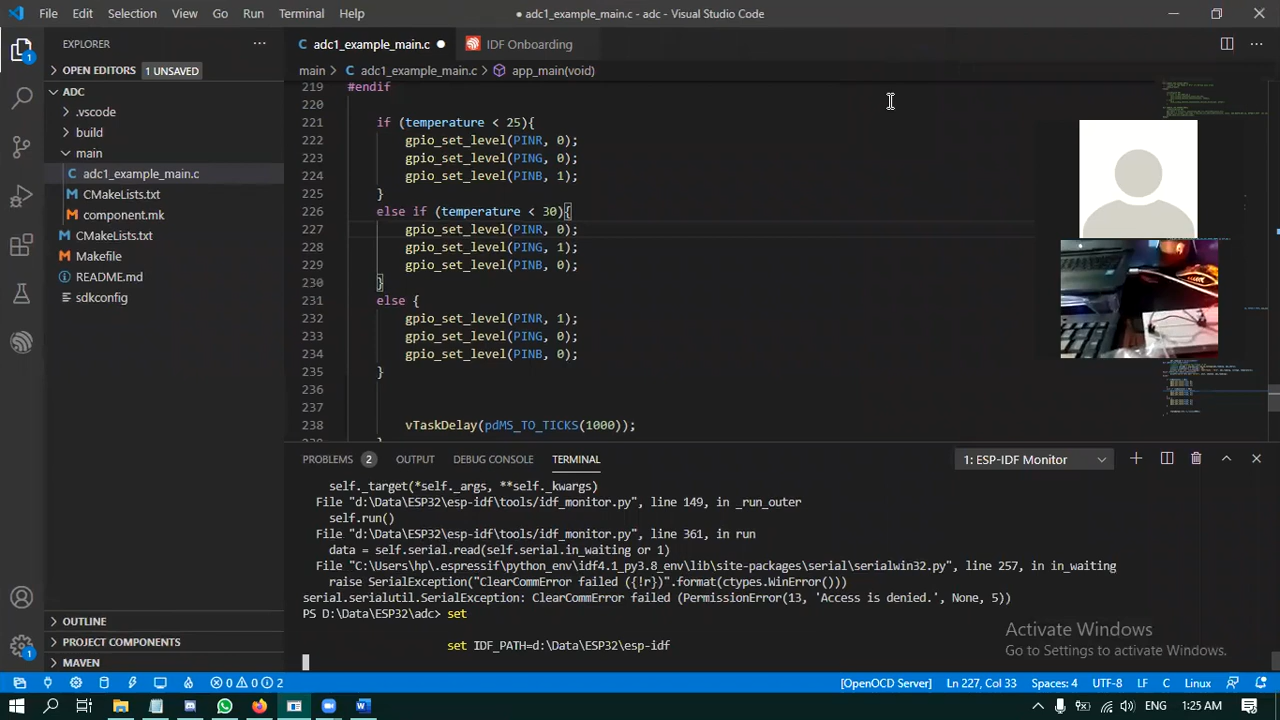 File Edit Selection View Go Run Terminal Help
● adc1_example_main.c - adc - Visual Studio Code
EXPLORER
OPEN EDITORS 1 UNSAVED
ADC
.vscode
build
main
C adc1_example_main.c
CMakeLists.txt
component.mk
CMakeLists.txt
Makefile
README.md
sdkconfig
OUTLINE
PROJECT COMPONENTS
MAVEN
C adc1_example_main.c ● IDF Onboarding
main > C adc1_example_main.c > app_main(void)
219 #endif
220
221 if (temperature < 25){
222 gpio_set_level(PINR, 0);
223 gpio_set_level(PING, 0);
224 gpio_set_level(PINB, 1);
225 }
226 else if (temperature < 30){
227 gpio_set_level(PINR, 0);
228 gpio_set_level(PING, 1);
229 gpio_set_level(PINB, 0);
230 }
231 else {
232 gpio_set_level(PINR, 1);
233 gpio_set_level(PING, 0);
234 gpio_set_level(PINB, 0);
235 }
236
237
238 vTaskDelay(pdMS_TO_TICKS(1000));
PROBLEMS 2 OUTPUT DEBUG CONSOLE TERMINAL 1: ESP-IDF Monitor
self._target(*self._args, **self._kwargs)
File "d:\Data\ESP32\esp-idf\tools/idf_monitor.py", line 149, in _run_outer
self.run()
File "d:\Data\ESP32\esp-idf\tools/idf_monitor.py", line 361, in run
data = self.serial.read(self.serial.in_waiting or 1)
File "C:\Users\hp\.espressif\python_env\idf4.1_py3.8_env\lib\site-packages\serial\serialwin32.py", line 257, in in_waiting
raise SerialException("ClearCommError failed ({!r})".format(ctypes.WinError()))
serial.serialutil.SerialException: ClearCommError failed (PermissionError(13, 'Access is denied.', None, 5))
PS D:\Data\ESP32\adc> set
set IDF_PATH=d:\Data\ESP32\esp-idf
Activate Windows
Go to Settings to activate Windows.
0 0 2 [OpenOCD Server] Ln 227, Col 33 Spaces: 4 UTF-8 LF C Linux
ENG 1:25 AM